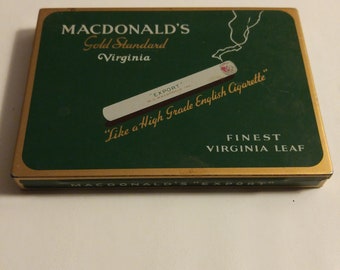 MACDONALD'S
Gold Standard
Virginia
"EXPORT"
"Like a High Grade English Cigarette"
FINEST
VIRGINIA LEAF
MACDONALD'S "EXPORT"